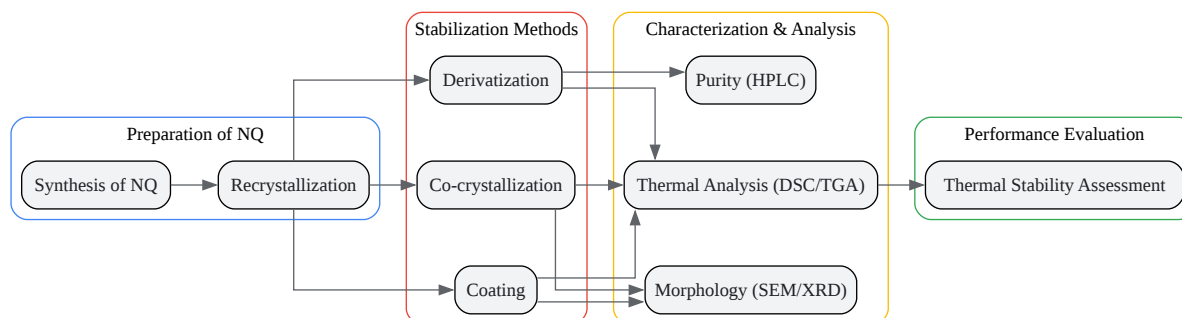 Preparation of NQ
Synthesis of NQ
Recrystallization
Stabilization Methods
Derivatization
Co-crystallization
Coating
Characterization & Analysis
Purity (HPLC)
Thermal Analysis (DSC/TGA)
Morphology (SEM/XRD)
Performance Evaluation
Thermal Stability Assessment